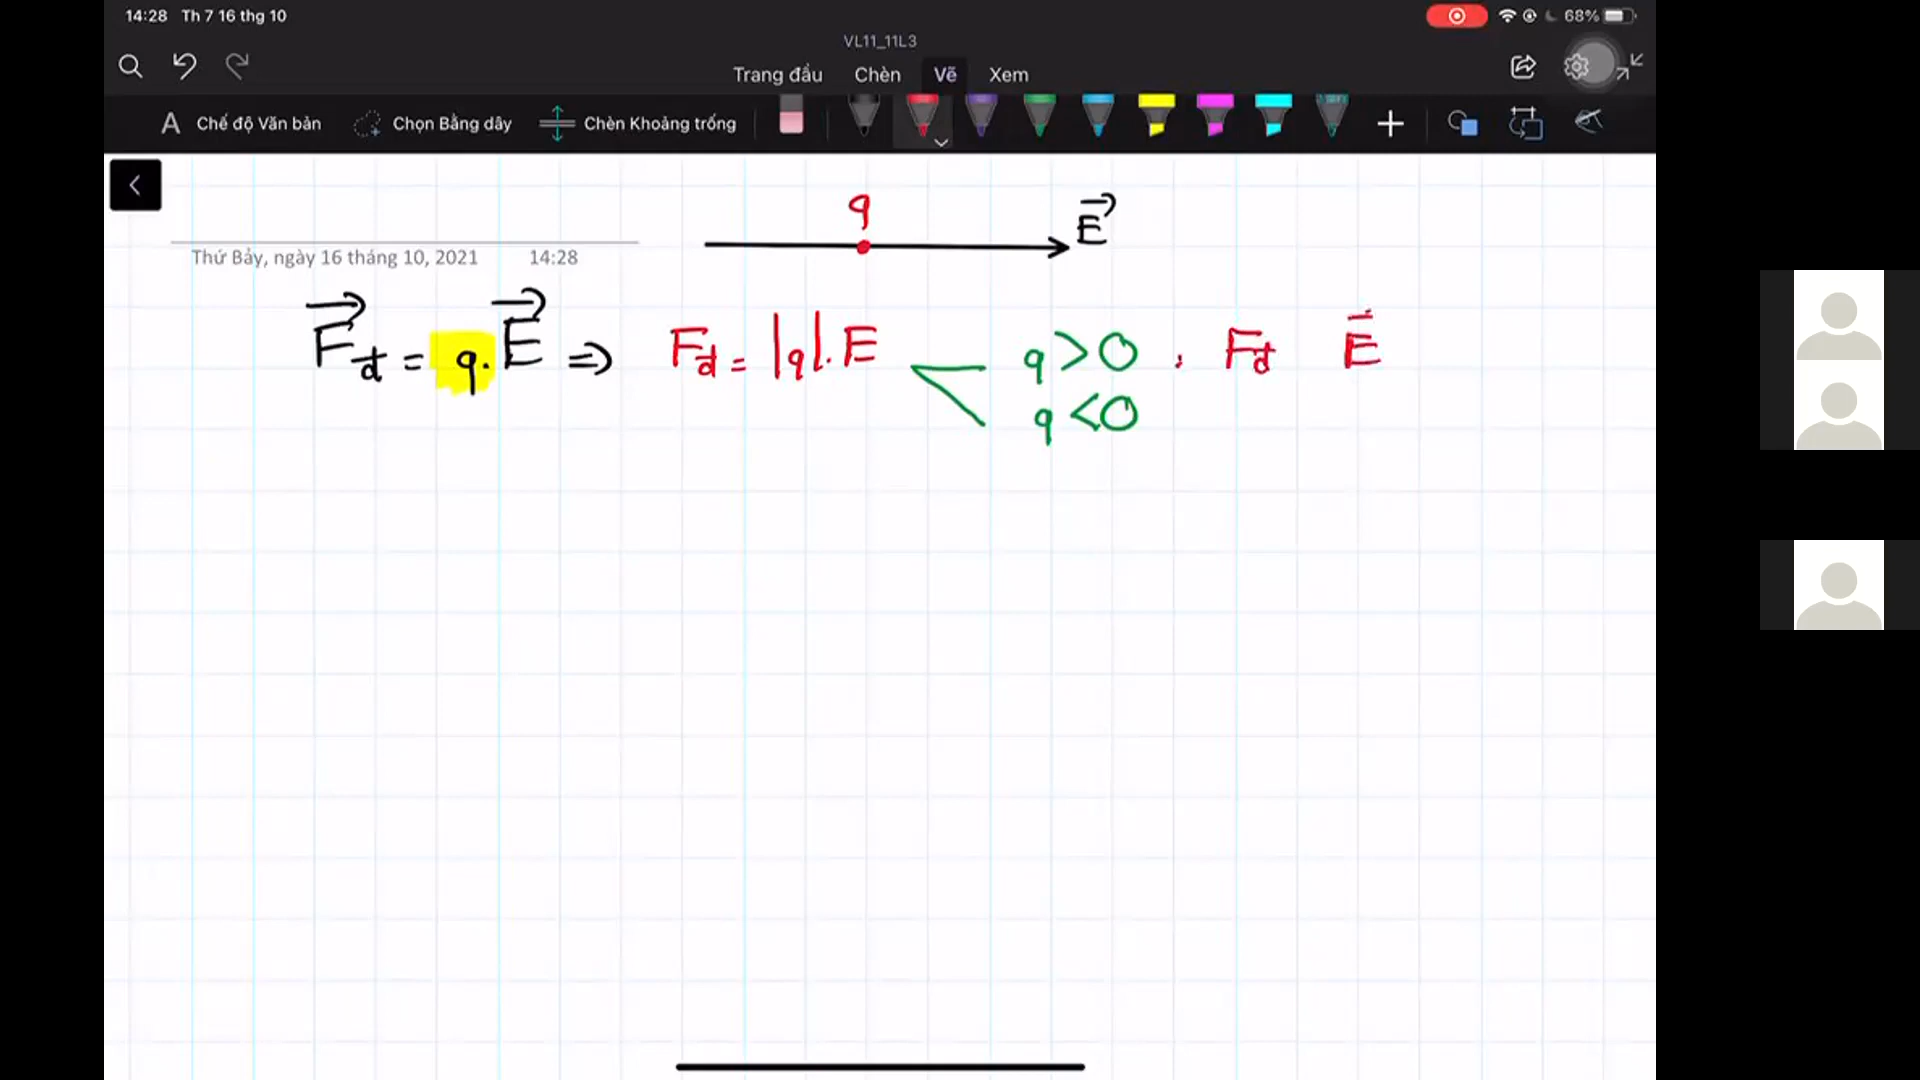 14:28 Th 7 16 thg 10 68%
VL11_11L3
Trang đầu Chèn Vẽ Xem
A Chế độ Văn bản Chọn Bằng dây Chèn Khoảng trống
q E⃗
Thứ Bảy, ngày 16 tháng 10, 2021 14:28
F⃗đ = q.E⃗ => Fđ = |q|.E q>0 : Fđ E⃗
q<0